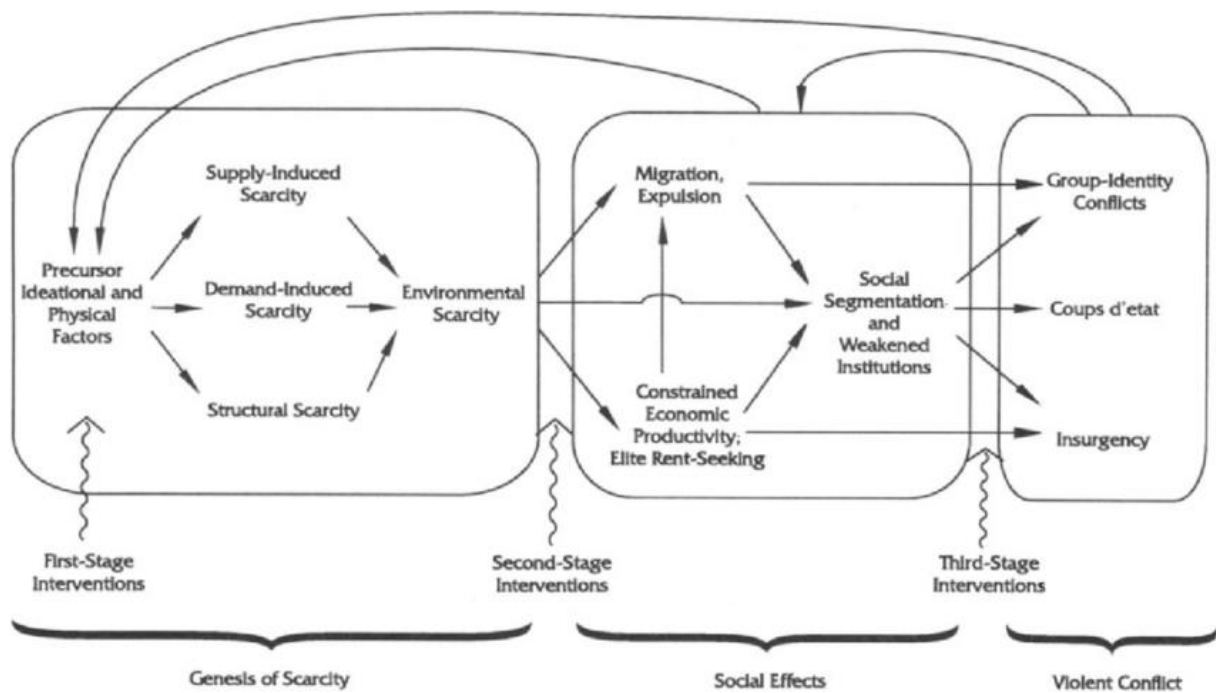 Supply-Induced
Scarcity
Migration,
Expulsion
Group-Identity
Conflicts
Precursor
Ideational and
Physical
Factors
Demand-Induced
Scarcity
Environmental
Scarcity
Social
Segmentation
and
Weakened
Institutions
Coups d'etat
Structural Scarcity
Constrained
Economic
Productivity;
Elite Rent-Seeking
Insurgency
First-Stage
Interventions
Second-Stage
Interventions
Third-Stage
Interventions
Genesis of Scarcity
Social Effects
Violent Conflict